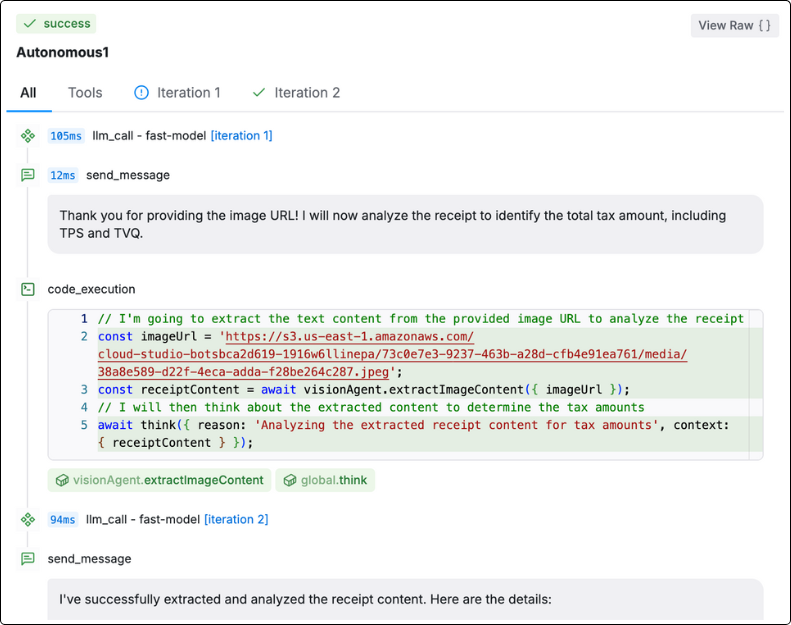 success
View Raw { }
Autonomous1
All Tools Iteration 1 Iteration 2
105ms llm_call - fast-model [iteration 1]
12ms send_message
Thank you for providing the image URL! I will now analyze the receipt to identify the total tax amount, including
TPS and TVQ.
code_execution
1 // I'm going to extract the text content from the provided image URL to analyze the receipt
2 const imageUrl = 'https://s3.us-east-1.amazonaws.com/
cloud-studio-botsbca2d619-1916w6llinepa/73c0e7e3-9237-463b-a28d-cfb4e91ea761/media/
38a8e589-d22f-4eca-adda-f28be264c287.jpeg';
3 const receiptContent = await visionAgent.extractImageContent({ imageUrl });
4 // I will then think about the extracted content to determine the tax amounts
5 await think({ reason: 'Analyzing the extracted receipt content for tax amounts', context:
{ receiptContent } });
visionAgent.extractImageContent global.think
94ms llm_call - fast-model [iteration 2]
send_message
I've successfully extracted and analyzed the receipt content. Here are the details: